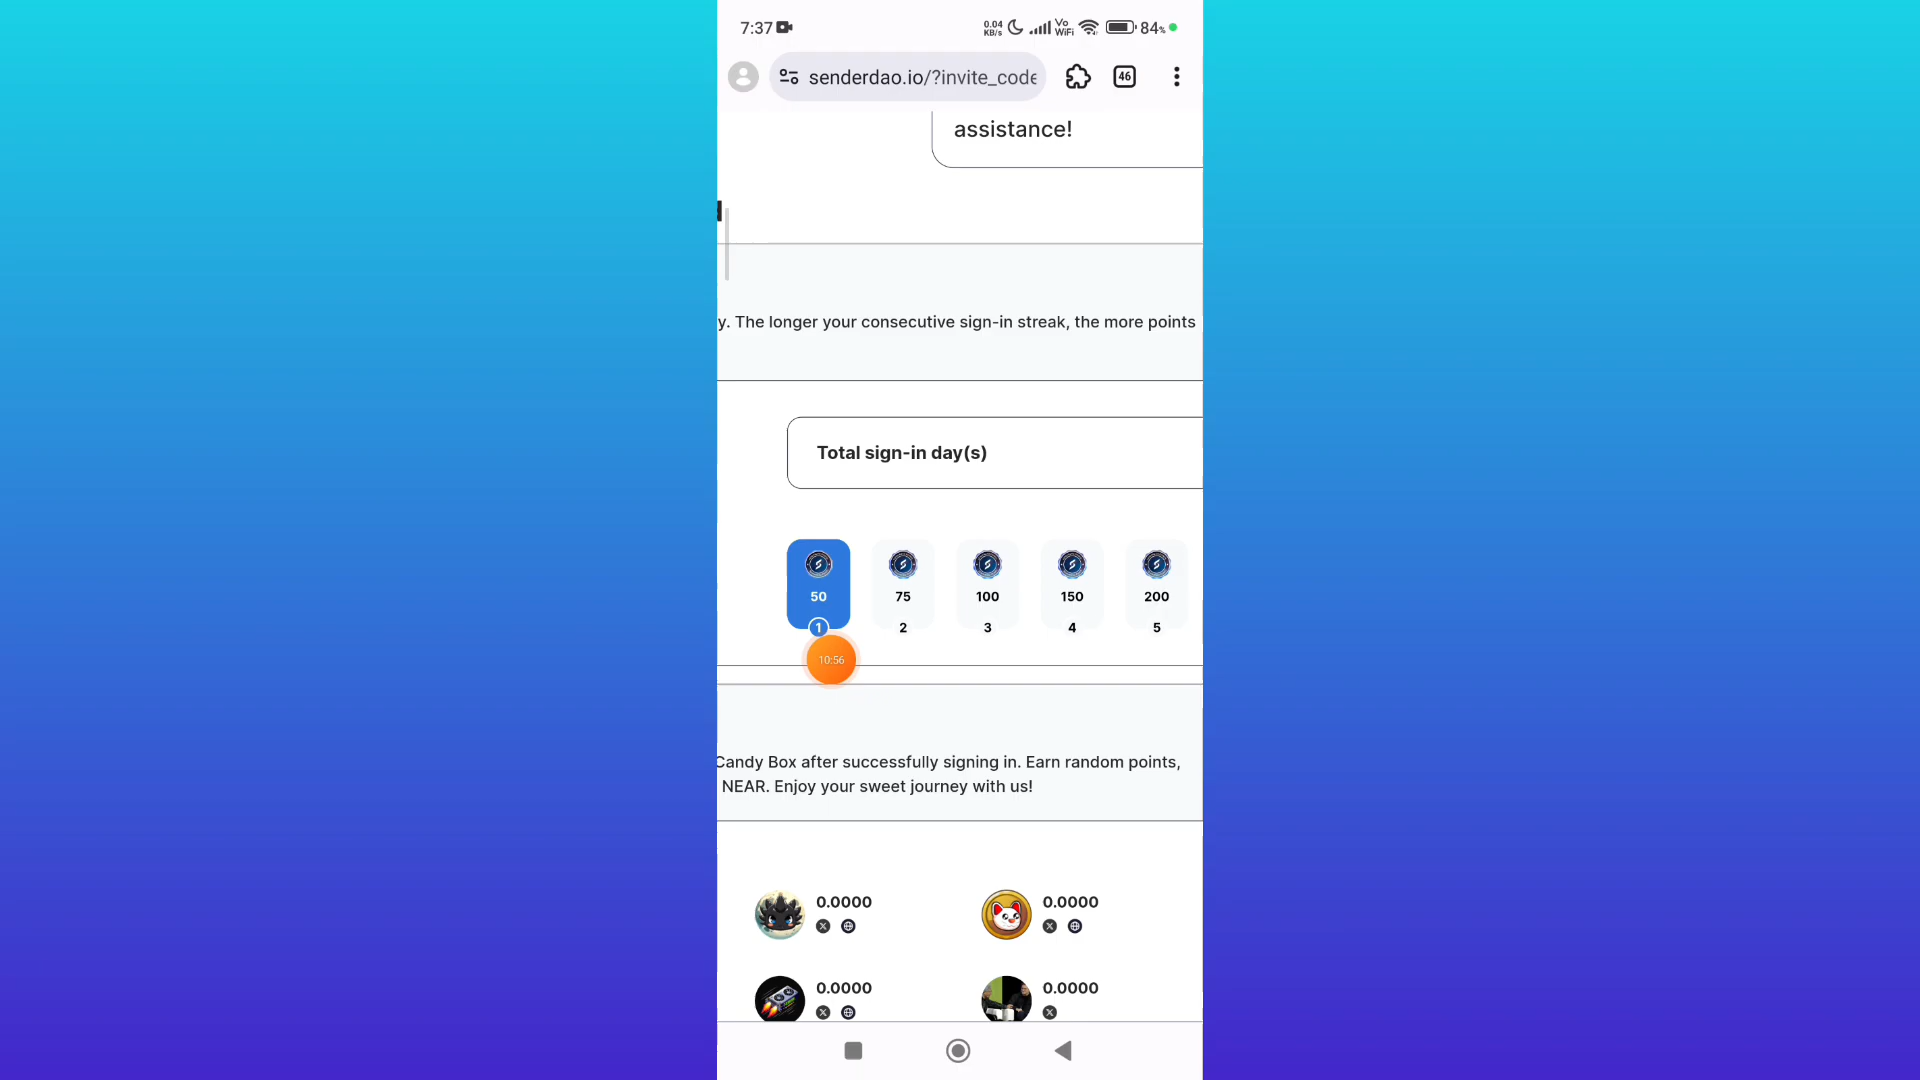 7:37
0.04
KB/s
Vo
WiFi
84%
senderdao.io/?invite_code
46
assistance!
y. The longer your consecutive sign-in streak, the more points
Total sign-in day(s)
50
75
100
150
200
1
2
3
4
5
10:56
Candy Box after successfully signing in. Earn random points,
NEAR. Enjoy your sweet journey with us!
0.0000
0.0000
0.0000
0.0000